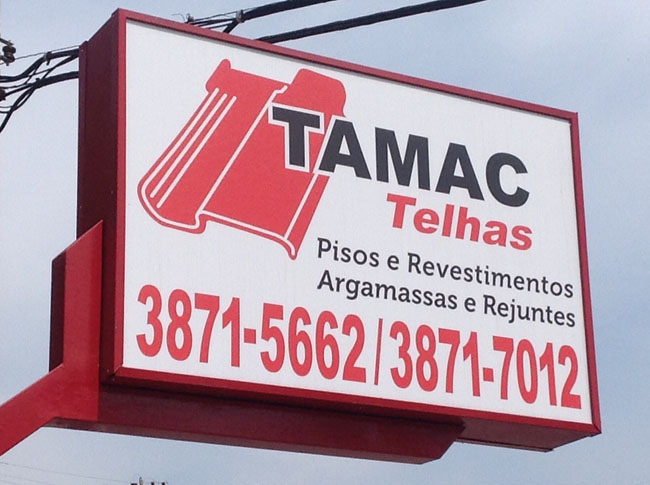 TAMAC
Telhas
Pisos e Revestimentos
Argamassas e Rejuntes
3871-5662/3871-7012